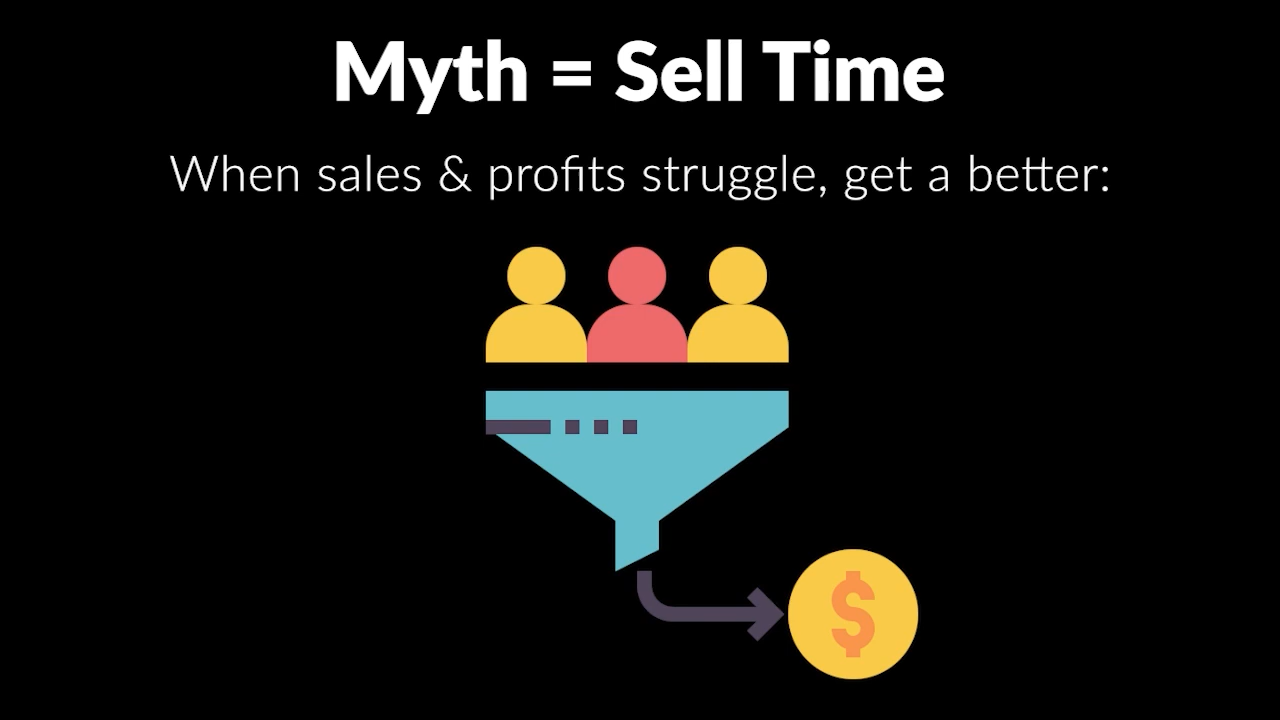 Myth = Sell Time
When sales & profits struggle, get a better:
$